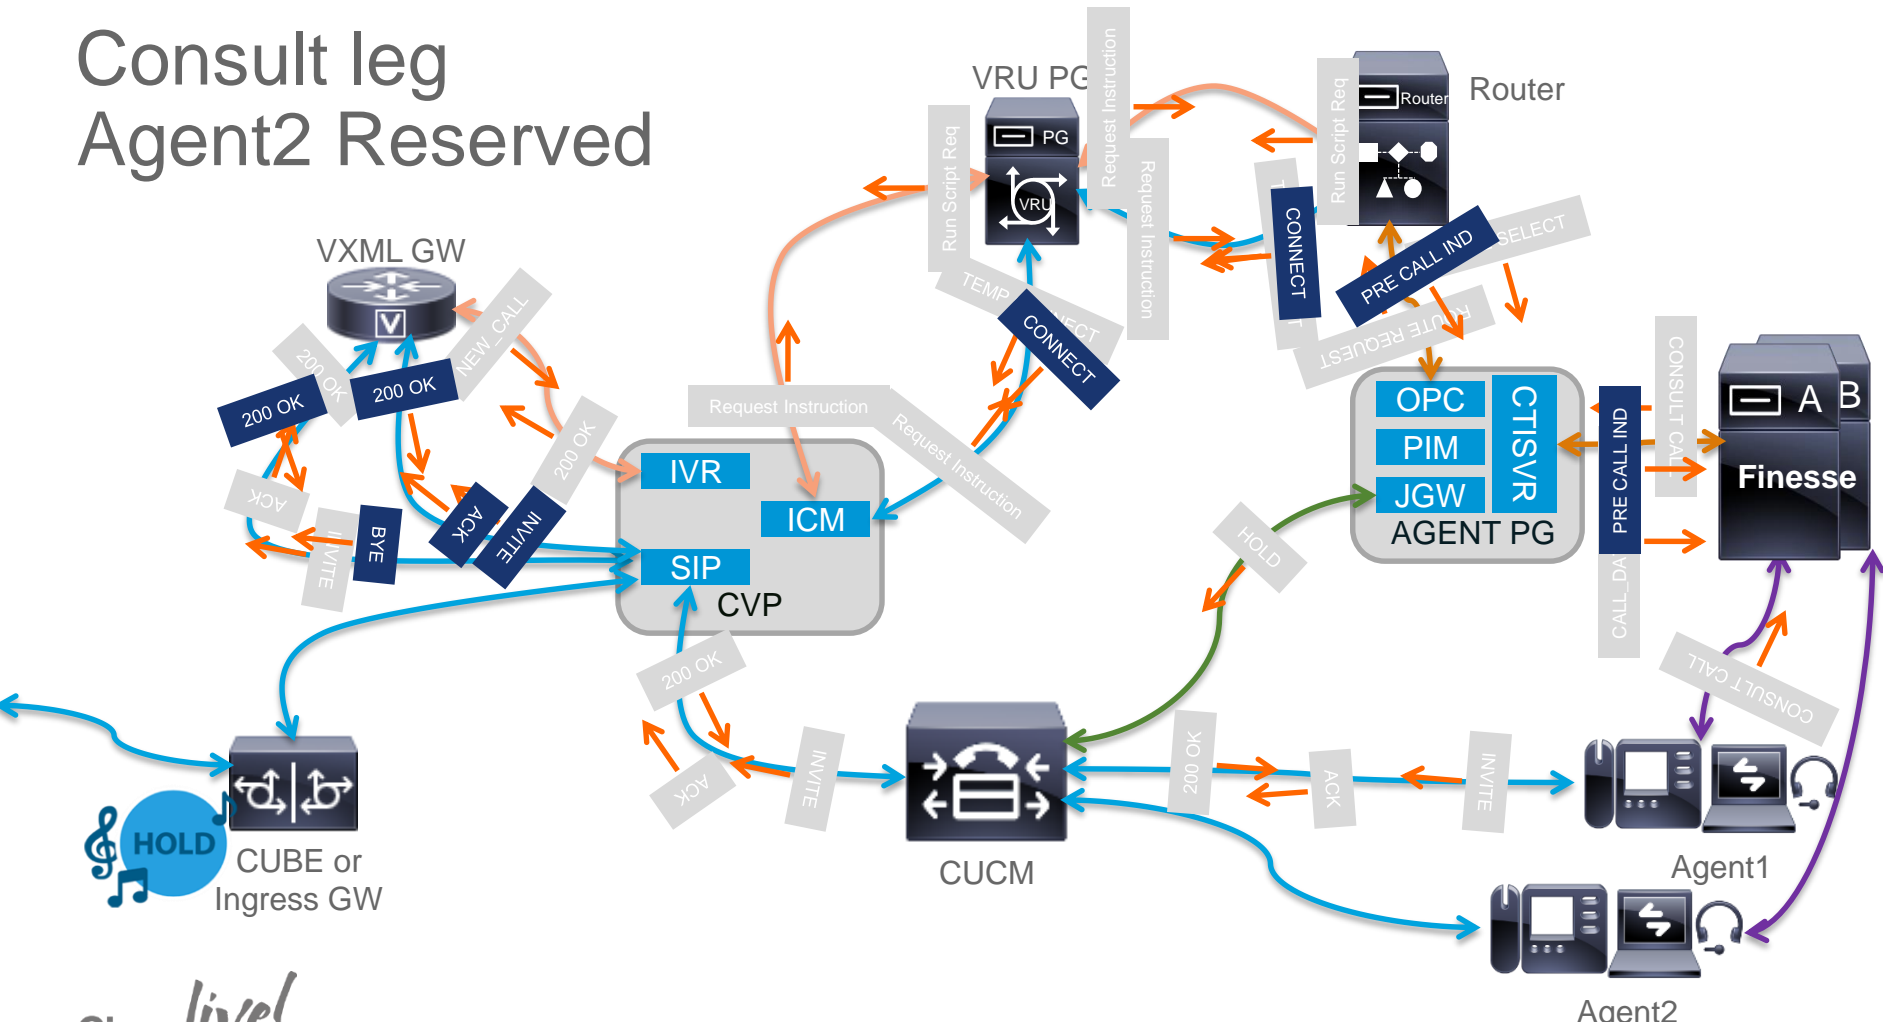 Consult leg
Agent2 Reserved
VRU PG
Request Instruction
Run Script Req
Router
Router
PG
VRU
Run Script Req
Request Instruction
CONNECT
PRE CALL IND
SELECT
ROUTE REQUEST
TEMP
NECT
CONNECT
VXML GW
V
NEW_CALL
200 OK
200 OK
200 OK
200 OK
ACK
INVITE
BYE
ACK
INVITE
Request Instruction
Request Instruction
IVR
ICM
SIP
CVP
OPC
PIM
JGW
CTISVR
AGENT PG
CONSULT CALL
PRE CALL IND
CALL_DA
A
B
Finesse
HOLD
CONSULT CALL
200 OK
ACK
INVITE
200 OK
ACK
INVITE
CUCM
HOLD
CUBE or
Ingress GW
Agent1
Agent2
live!